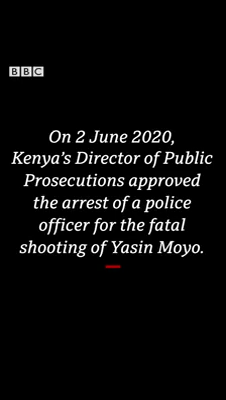 BBC
On 2 June 2020,
Kenya's Director of Public
Prosecutions approved
the arrest of a police
officer for the fatal
shooting of Yasin Moyo.